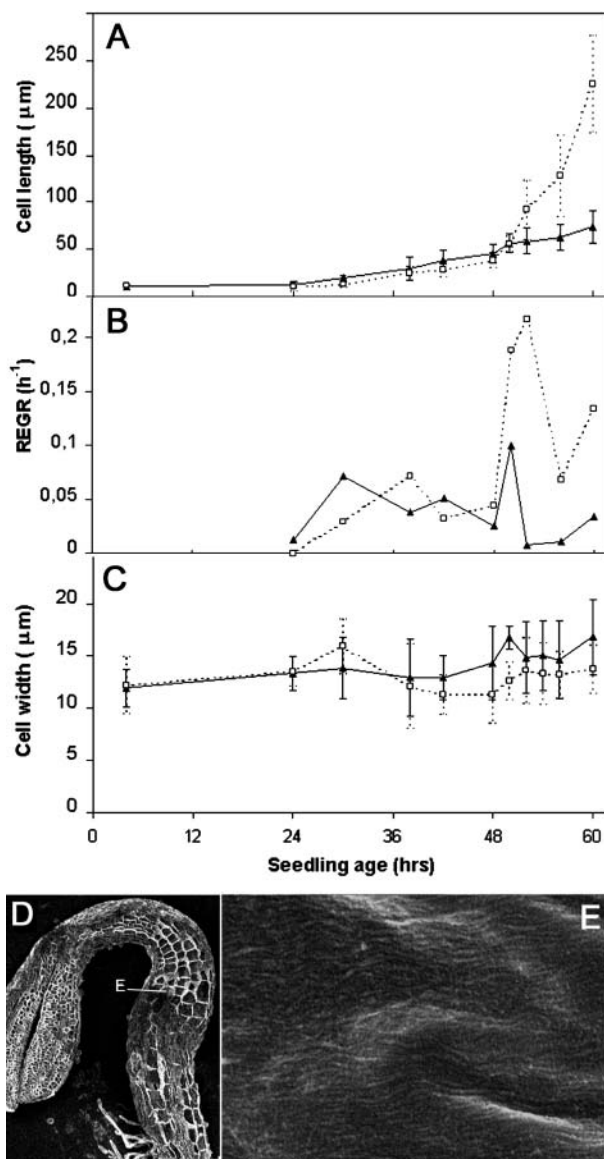 A
Cell length ( μm)
250
200
150
100
50
0
B
REGR (h-1)
0,2
0,15
0,1
0,05
0
C
Cell width ( μm)
20
15
10
5
0
0 12 24 36 48 60
Seedling age (hrs)
D
E
E